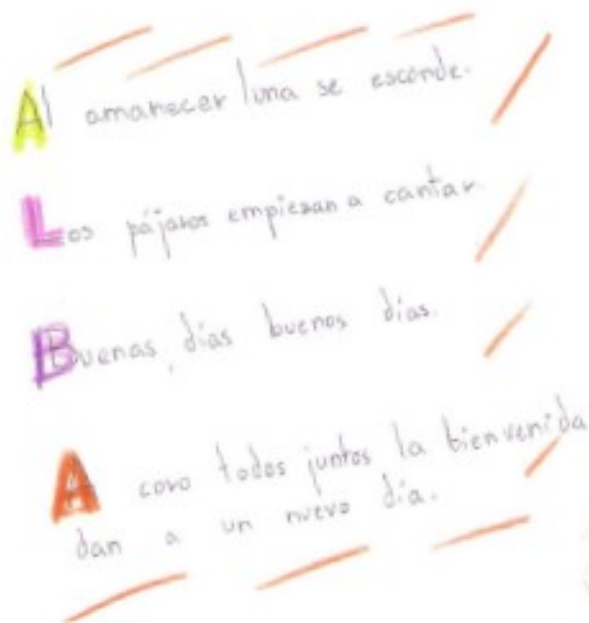 Al amanecer luna se esconde.
Los pájaros empiezan a cantar.
Buenas, días buenos días.
A coro todos juntos la bienvenida
dan a un nuevo día.